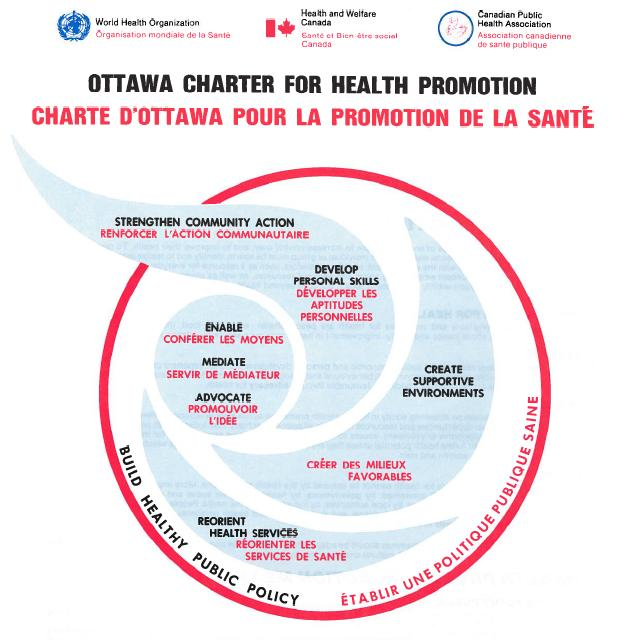 World Health Organization
Organisation mondiale de la Santé
Health and Welfare
Canada
Santé et Bien-être social
Canada
Canadian Public
Health Association
Association canadienne
de santé publique
OTTAWA CHARTER FOR HEALTH PROMOTION
CHARTE D'OTTAWA POUR LA PROMOTION DE LA SANTÉ
STRENGTHEN COMMUNITY ACTION
RENFORCER L'ACTION COMMUNAUTAIRE
DEVELOP
PERSONAL SKILLS
DÉVELOPPER LES
APTITUDES
PERSONNELLES
ENABLE
CONFÉRER LES MOYENS
MEDIATE
SERVIR DE MÉDIATEUR
ADVOCATE
PROMOUVOIR
L'IDÉE
CREATE
SUPPORTIVE
ENVIRONMENTS
CRÉER DES MILIEUX
FAVORABLES
REORIENT
HEALTH SERVICES
RÉORIENTER LES
SERVICES DE SANTÉ
BUILD HEALTHY PUBLIC POLICY
ÉTABLIR UNE POLITIQUE PUBLIQUE SAINE